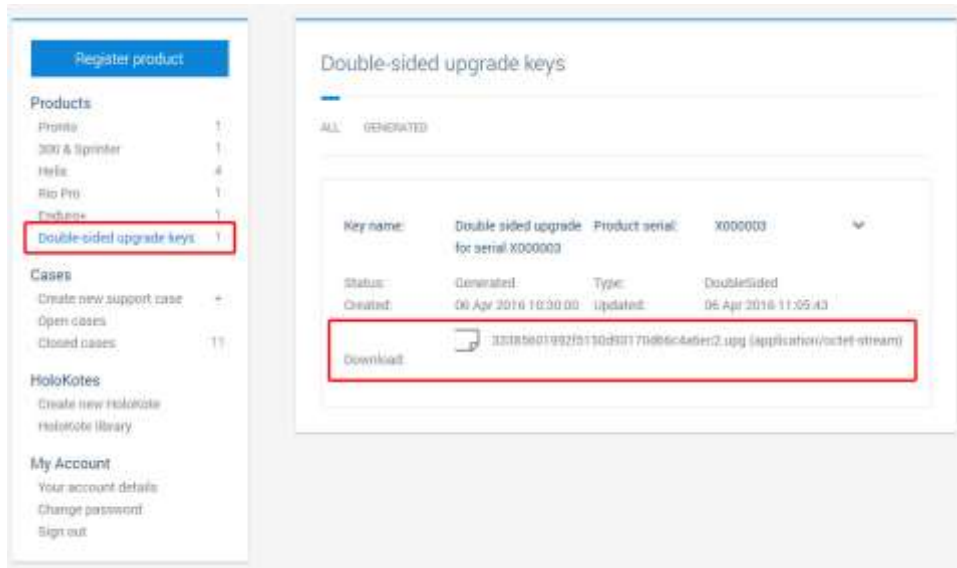 Register product
Products
Pronto 1
300 & Sprinter 1
Helix 4
Rio Pro 1
Enduro+ 1
Double-sided upgrade keys 1
Cases
Create new support case +
Open cases
Closed cases 11
HoloKotes
Create new HoloKote
HoloKote library
My Account
Your account details
Change password
Sign out
Double-sided upgrade keys
ALL GENERATED
Key name: Double sided upgrade Product serial: X000003
for serial X000003
Status: Generated Type: DoubleSided
Created: 06 Apr 2016 10:30:00 Updated: 06 Apr 2016 11:05:43
(application/octet-stream)
Download: